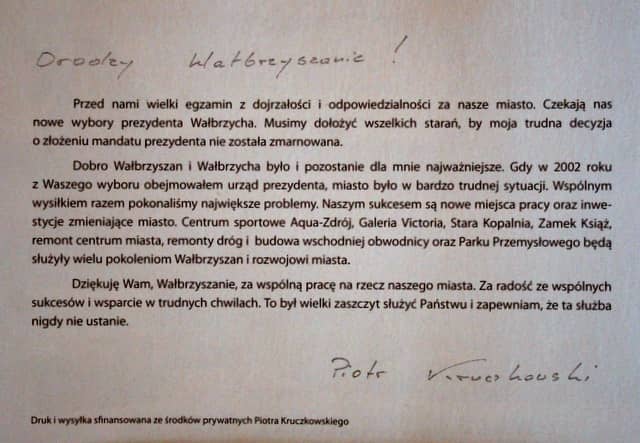 Drodzy Wałbrzyszanie!
Przed nami wielki egzamin z dojrzałości i odpowiedzialności za nasze miasto. Czekają nas
nowe wybory prezydenta Wałbrzycha. Musimy dołożyć wszelkich starań, by moja trudna decyzja
o złożeniu mandatu prezydenta nie została zmarnowana.
Dobro Wałbrzyszan i Wałbrzycha było i pozostanie dla mnie najważniejsze. Gdy w 2002 roku
z Waszego wyboru obejmowałem urząd prezydenta, miasto było w bardzo trudnej sytuacji. Wspólnym
wysiłkiem razem pokonaliśmy największe problemy. Naszym sukcesem są nowe miejsca pracy oraz inwe-
stycje zmieniające miasto. Centrum sportowe Aqua-Zdrój, Galeria Victoria, Stara Kopalnia, Zamek Książ,
remont centrum miasta, remonty dróg i budowa wschodniej obwodnicy oraz Parku Przemysłowego będą
służyły wielu pokoleniom Wałbrzyszan i rozwojowi miasta.
Dziękuję Wam, Wałbrzyszanie, za wspólną pracę na rzecz naszego miasta. Za radość ze wspólnych
sukcesów i wsparcie w trudnych chwilach. To był wielki zaszczyt służyć Państwu i zapewniam, że ta służba
nigdy nie ustanie.
Piotr Kruczkowski
Druk i wysyłka sfinansowana ze środków prywatnych Piotra Kruczkowskiego